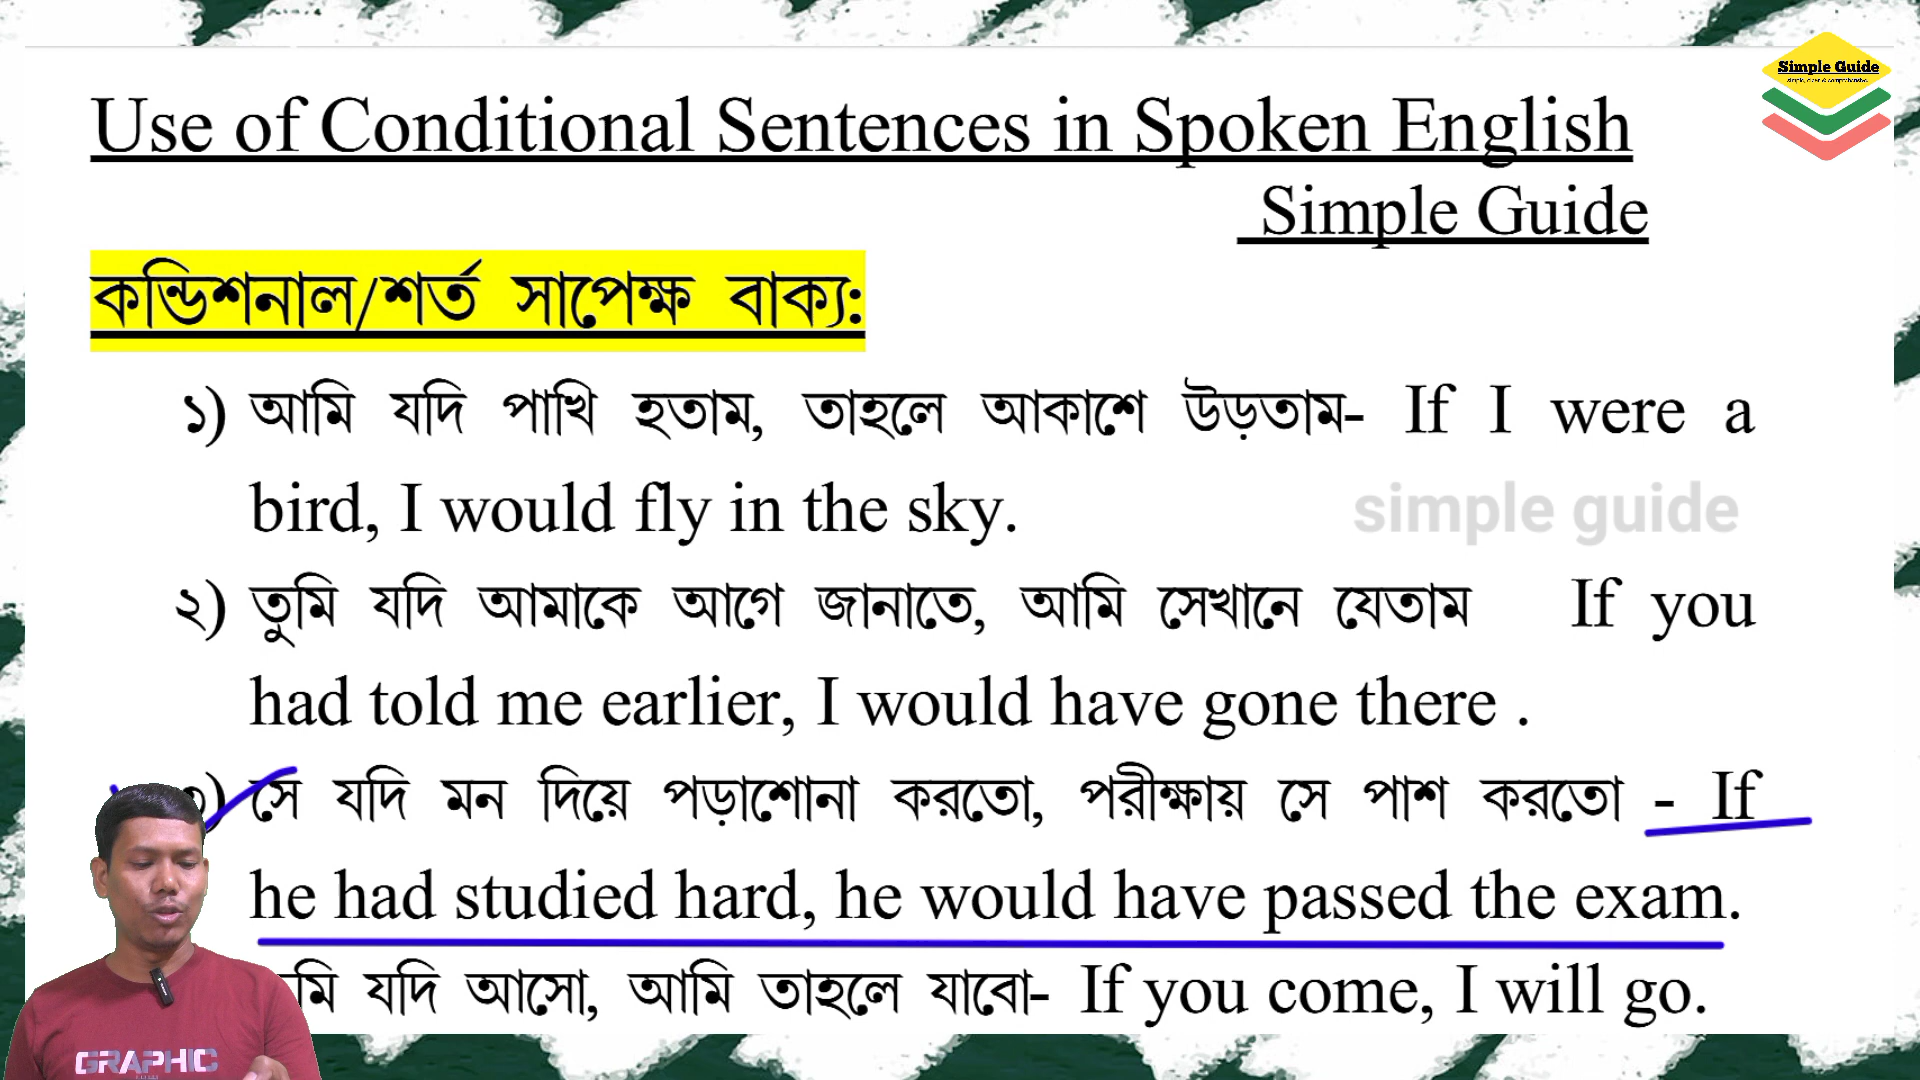 Simple Guide
Use of Conditional Sentences in Spoken English
Simple Guide
কন্ডিশনাল/শর্ত সাপেক্ষ বাক্য:
১) আমি যদি পাখি হতাম, তাহলে আকাশে উড়তাম- If I were a
bird, I would fly in the sky.
simple guide
২) তুমি যদি আমাকে আগে জানাতে, আমি সেখানে যেতাম If you
had told me earlier, I would have gone there .
৩) সে যদি মন দিয়ে পড়াশোনা করতো, পরীক্ষায় সে পাশ করতো - If
he had studied hard, he would have passed the exam.
যদি আসো, আমি তাহলে যাবো- If you come, I will go.
GRAPHIC